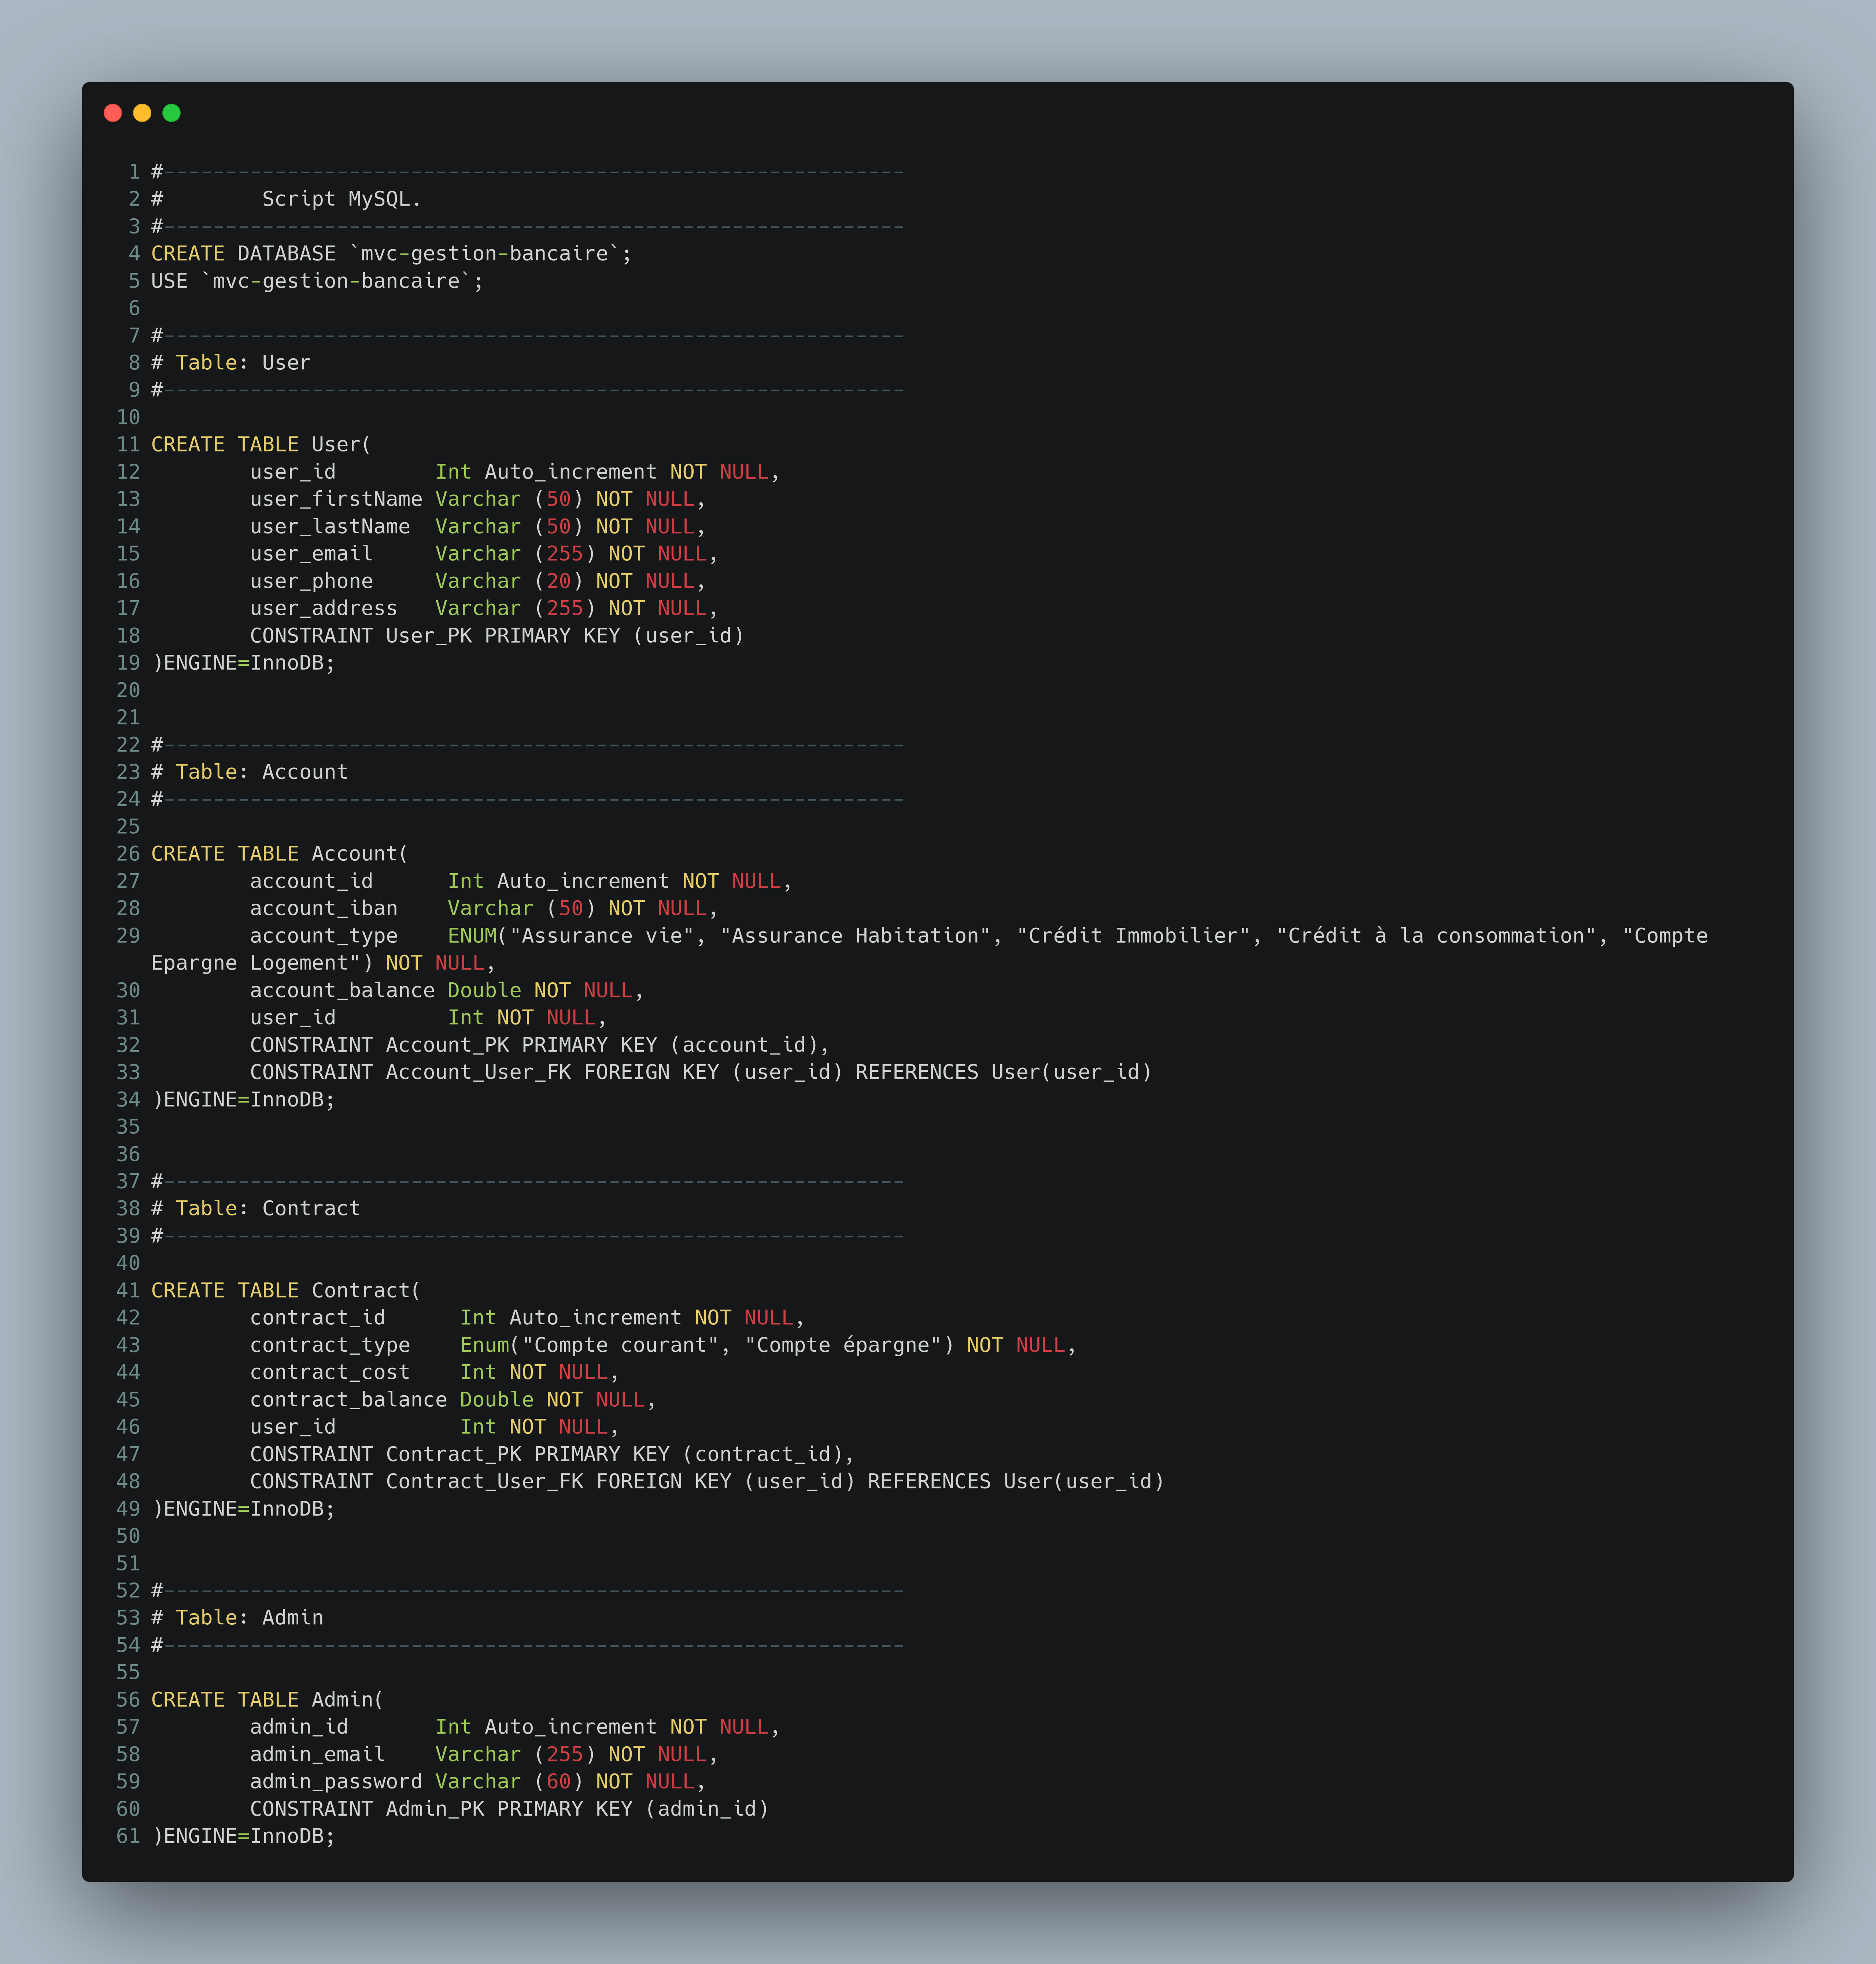 1 #------------------------------------------------------------
2 #        Script MySQL.
3 #------------------------------------------------------------
4 CREATE DATABASE `mvc-gestion-bancaire`;
5 USE `mvc-gestion-bancaire`;
6
7 #------------------------------------------------------------
8 # Table: User
9 #------------------------------------------------------------
10
11 CREATE TABLE User(
12         user_id        Int Auto_increment NOT NULL,
13         user_firstName Varchar (50) NOT NULL,
14         user_lastName  Varchar (50) NOT NULL,
15         user_email     Varchar (255) NOT NULL,
16         user_phone     Varchar (20) NOT NULL,
17         user_address   Varchar (255) NOT NULL,
18         CONSTRAINT User_PK PRIMARY KEY (user_id)
19 )ENGINE=InnoDB;
20
21
22 #------------------------------------------------------------
23 # Table: Account
24 #------------------------------------------------------------
25
26 CREATE TABLE Account(
27         account_id      Int Auto_increment NOT NULL,
28         account_iban    Varchar (50) NOT NULL,
29         account_type    ENUM("Assurance vie", "Assurance Habitation", "Crédit Immobilier", "Crédit à la consommation", "Compte
Epargne Logement") NOT NULL,
30         account_balance Double NOT NULL,
31         user_id         Int NOT NULL,
32         CONSTRAINT Account_PK PRIMARY KEY (account_id),
33         CONSTRAINT Account_User_FK FOREIGN KEY (user_id) REFERENCES User(user_id)
34 )ENGINE=InnoDB;
35
36
37 #------------------------------------------------------------
38 # Table: Contract
39 #------------------------------------------------------------
40
41 CREATE TABLE Contract(
42         contract_id      Int Auto_increment NOT NULL,
43         contract_type    Enum("Compte courant", "Compte épargne") NOT NULL,
44         contract_cost    Int NOT NULL,
45         contract_balance Double NOT NULL,
46         user_id          Int NOT NULL,
47         CONSTRAINT Contract_PK PRIMARY KEY (contract_id),
48         CONSTRAINT Contract_User_FK FOREIGN KEY (user_id) REFERENCES User(user_id)
49 )ENGINE=InnoDB;
50
51
52 #------------------------------------------------------------
53 # Table: Admin
54 #------------------------------------------------------------
55
56 CREATE TABLE Admin(
57         admin_id       Int Auto_increment NOT NULL,
58         admin_email    Varchar (255) NOT NULL,
59         admin_password Varchar (60) NOT NULL,
60         CONSTRAINT Admin_PK PRIMARY KEY (admin_id)
61 )ENGINE=InnoDB;